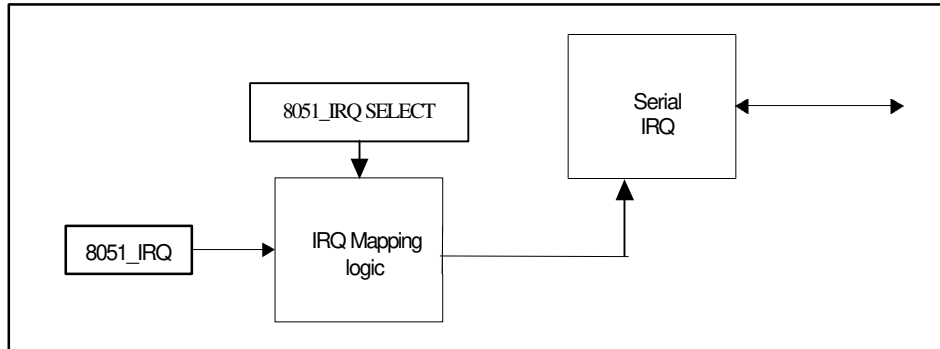 8051_IRQ SELECT
Serial
IRQ
8051_IRQ
IRQ Mapping
logic